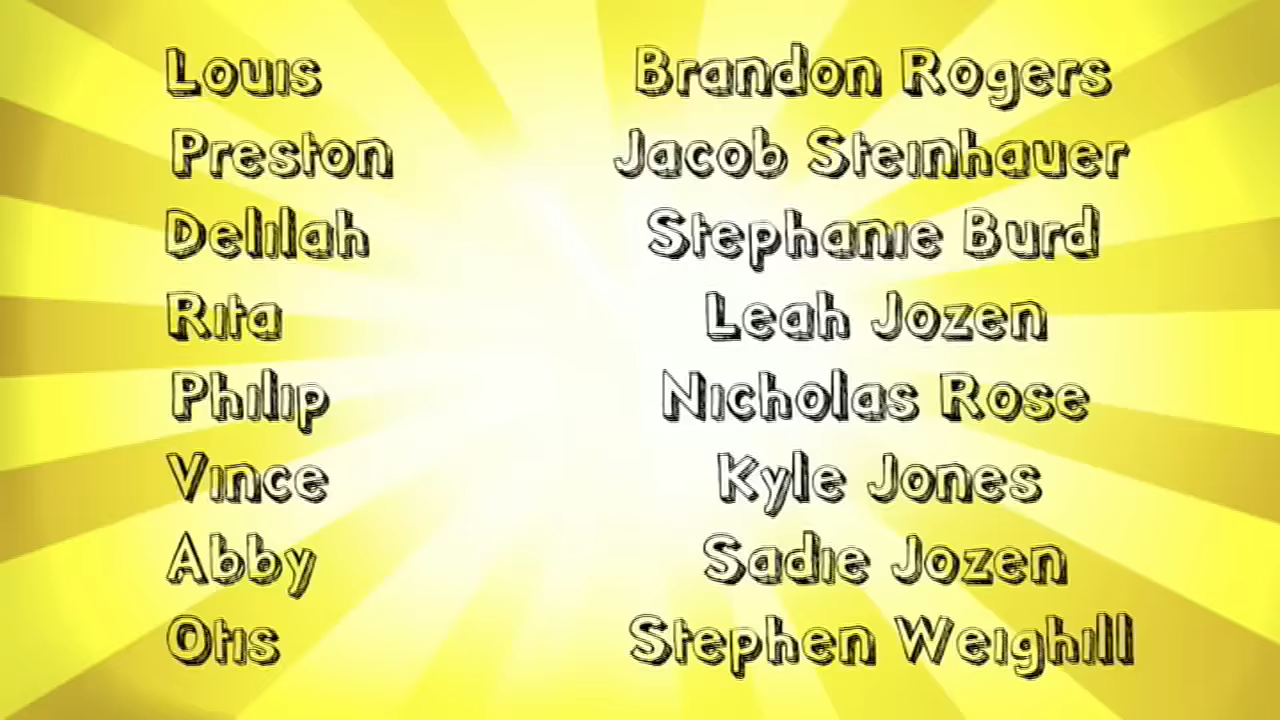 Louis Brandon Rogers
Preston Jacob Steinhauer
Delilah Stephanie Burd
Rita Leah Jozen
Philip Nicholas Rose
Vince Kyle Jones
Abby Sadie Jozen
Otis Stephen Weighill